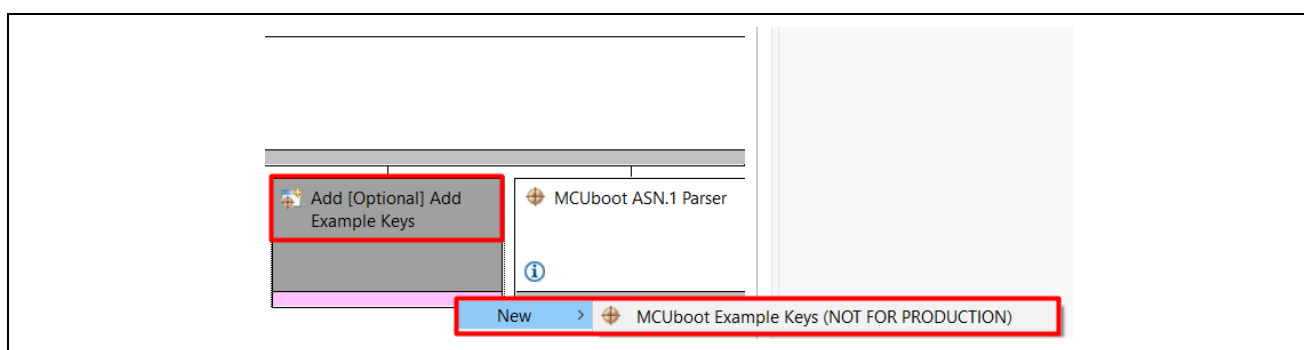 Add [Optional] Add
Example Keys
MCUboot ASN.1 Parser
New > MCUboot Example Keys (NOT FOR PRODUCTION)